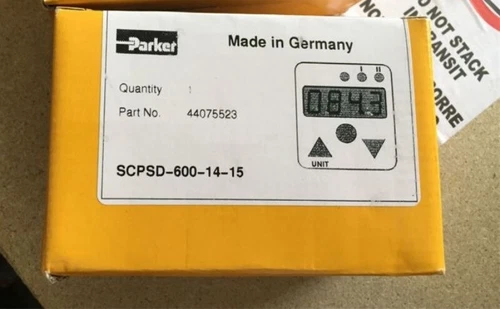 Parker
Made in Germany
Quantity 1
Part No. 44075523
I II
0843
UNIT
SCPSD-600-14-15
DO NOT STACK
IN TRANSIT